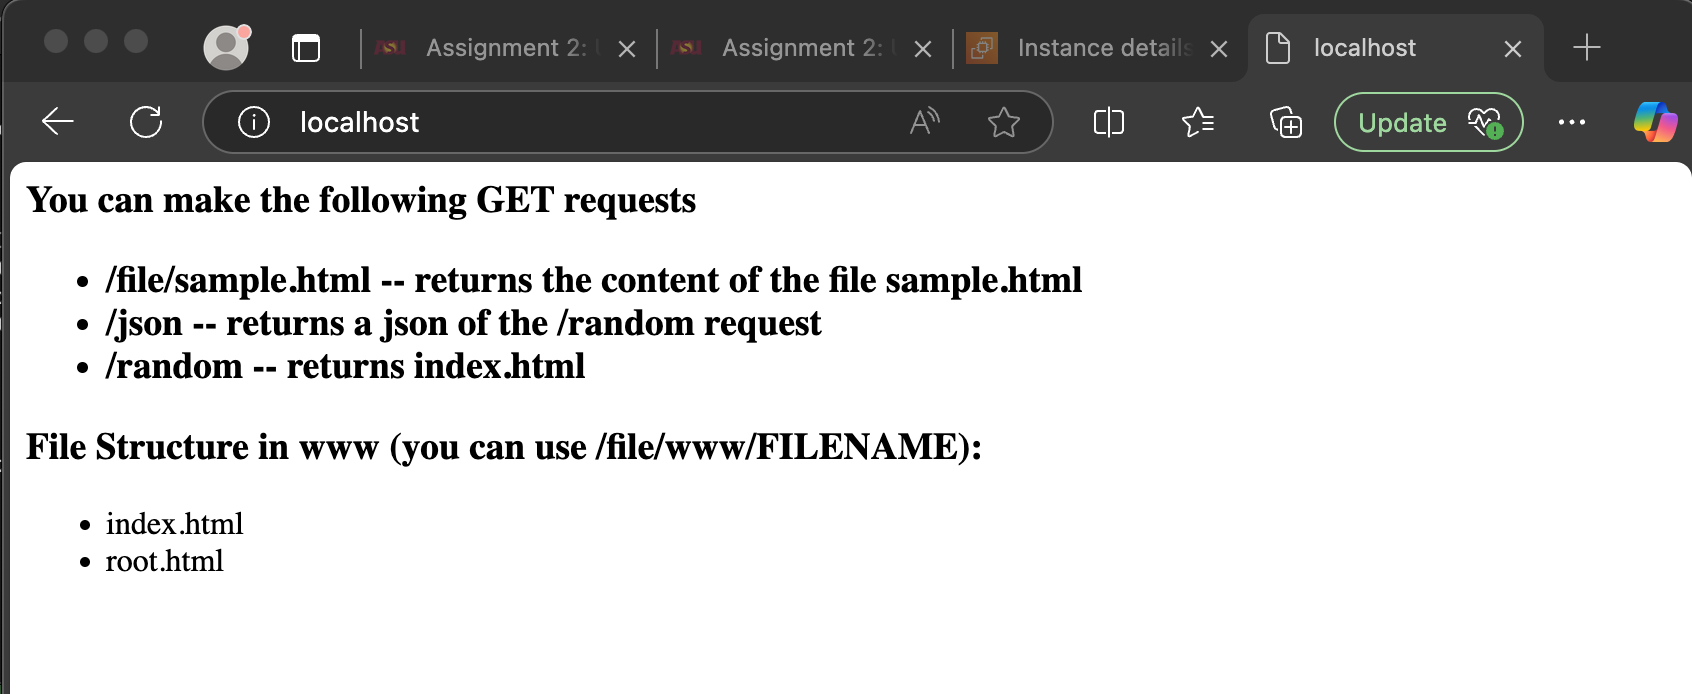 ASU Assignment 2: ASU Assignment 2: Instance details localhost
localhost A Update
You can make the following GET requests
• /file/sample.html -- returns the content of the file sample.html
• /json -- returns a json of the /random request
• /random -- returns index.html
File Structure in www (you can use /file/www/FILENAME):
• index.html
• root.html